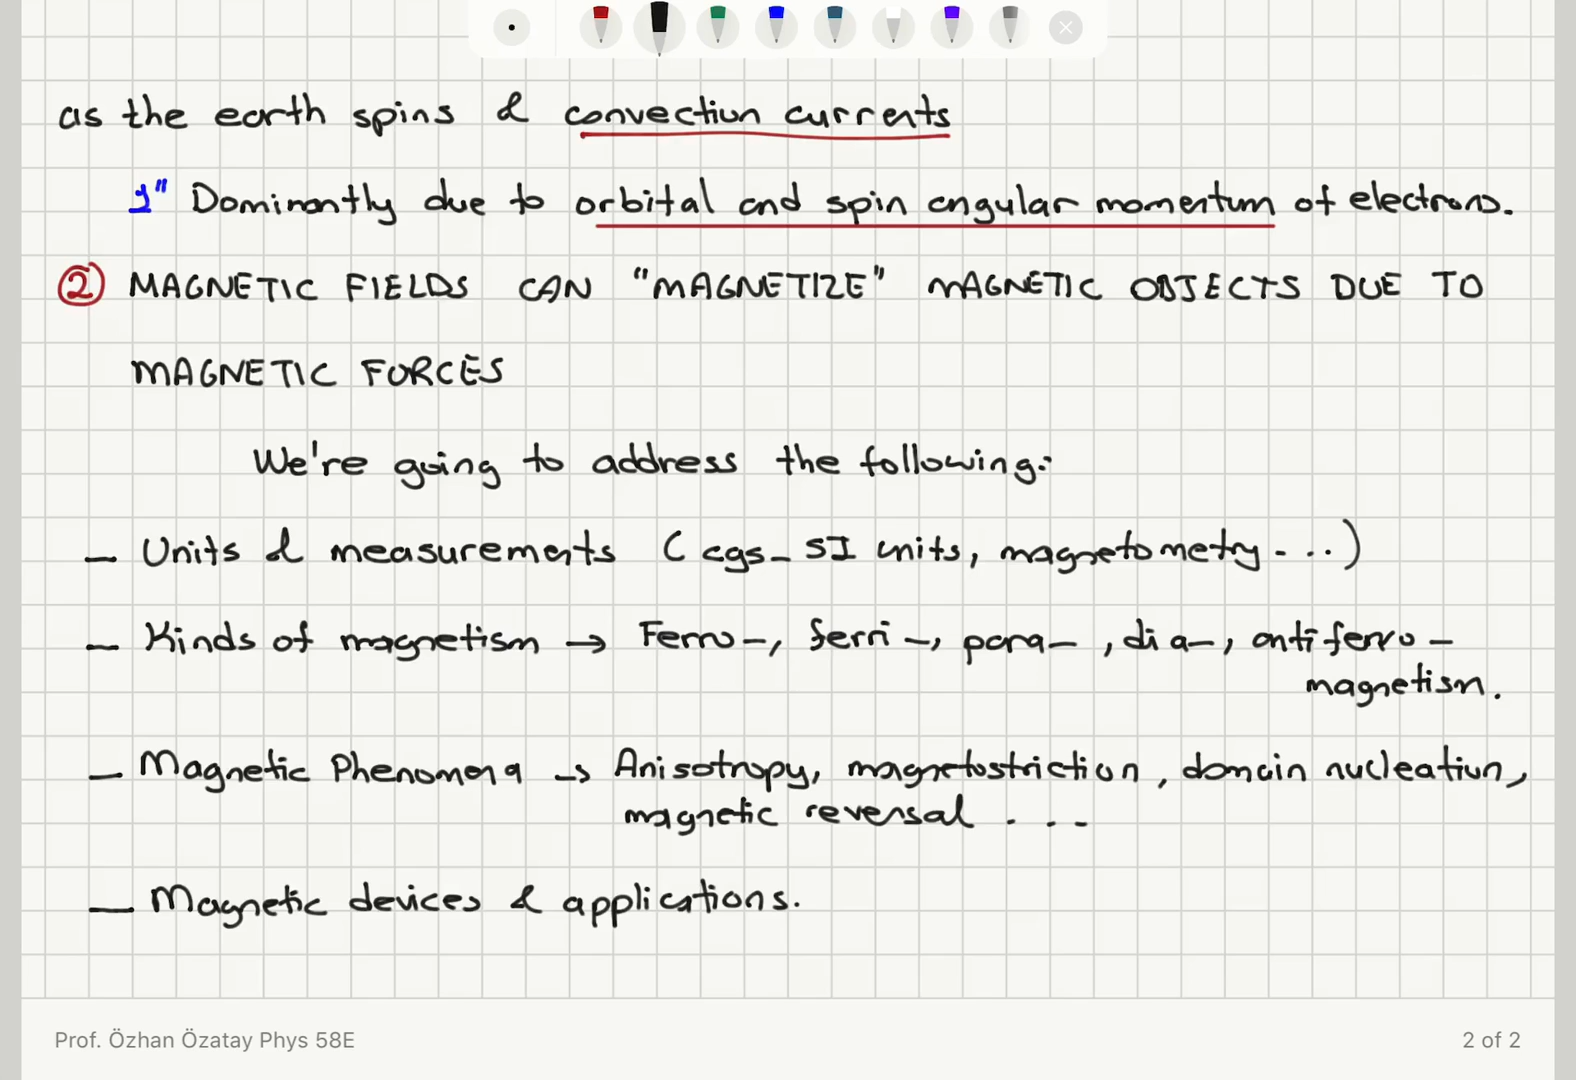 as the earth spins & convection currents
1" Dominantly due to orbital and spin angular momentum of electrons.
② MAGNETIC FIELDS CAN "MAGNETIZE" MAGNETIC OBJECTS DUE TO
MAGNETIC FORCES
We're going to address the following:
— Units & measurements (cgs - SI units, magnetometry - ...)
— Kinds of magnetism → Ferro-, ferri-, para-, dia-, antiferro-
magnetism.
— Magnetic Phenomena → Anisotropy, magnetostriction, domain nucleation,
magnetic reversal ...
— Magnetic devices & applications.
Prof. Özhan Özatay Phys 58E
2 of 2